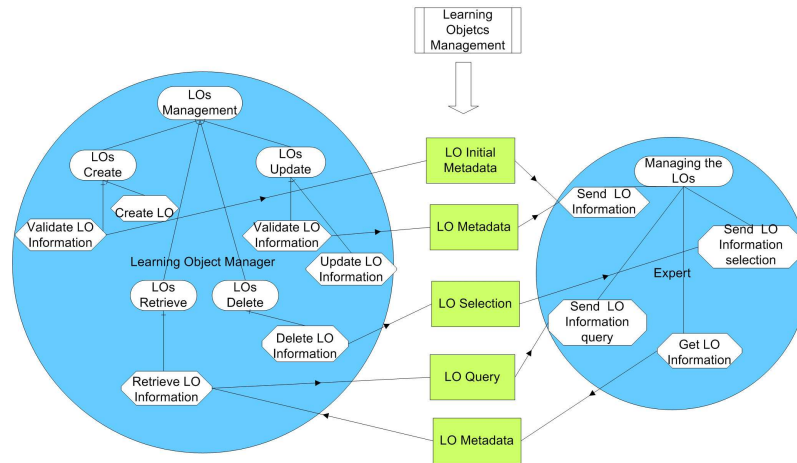 Learning
Objetcs
Management
LOs
Management
LOs
Create
LOs
Update
Create LO
Validate LO
Information
Validate LO
Information
Update LO
Information
Learning Object Manager
LOs
Retrieve
LOs
Delete
Delete LO
Information
Retrieve LO
Information
LO Initial
Metadata
LO Metadata
LO Selection
LO Query
LO Metadata
Managing the
LOs
Send LO
Information
Send LO
Information
selection
Expert
Send LO
Information
query
Get LO
Information